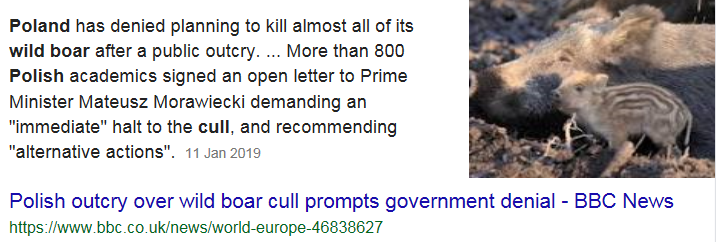 Poland has denied planning to kill almost all of its
wild boar after a public outcry. ... More than 800
Polish academics signed an open letter to Prime
Minister Mateusz Morawiecki demanding an
"immediate" halt to the cull, and recommending
"alternative actions". 11 Jan 2019
Polish outcry over wild boar cull prompts government denial - BBC News
https://www.bbc.co.uk/news/world-europe-46838627